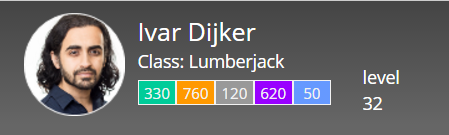 Ivar Dijker
Class: Lumberjack
330 760 120 620 50
level
32